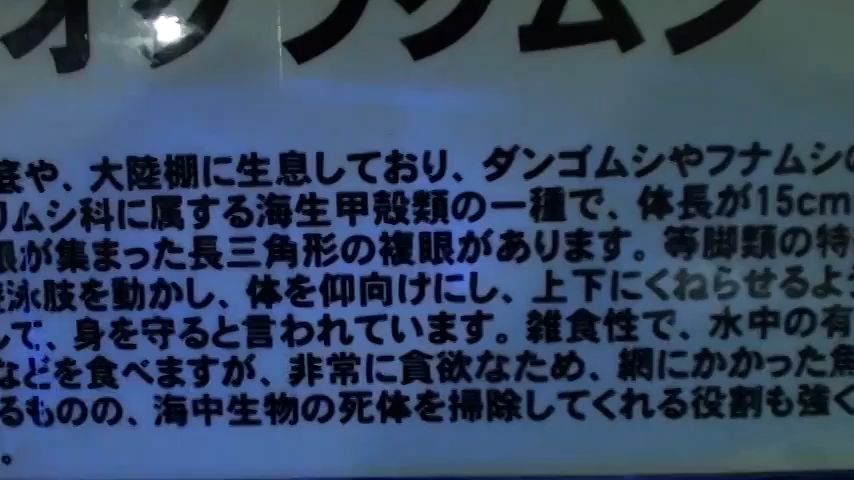 オオグソクムシ
底や、大陸棚に生息しており、ダンゴムシやフナムシの
リムシ科に属する海生甲殻類の一種で、体長が15cm
眼が集まった長三角形の複眼があります。等脚類の特
遊泳肢を動かし、体を仰向けにし、上下にくねらせるよう
して、身を守ると言われています。雑食性で、水中の有
などを食べますが、非常に貪欲なため、網にかかった魚
るものの、海中生物の死体を掃除してくれる役割も強く
。